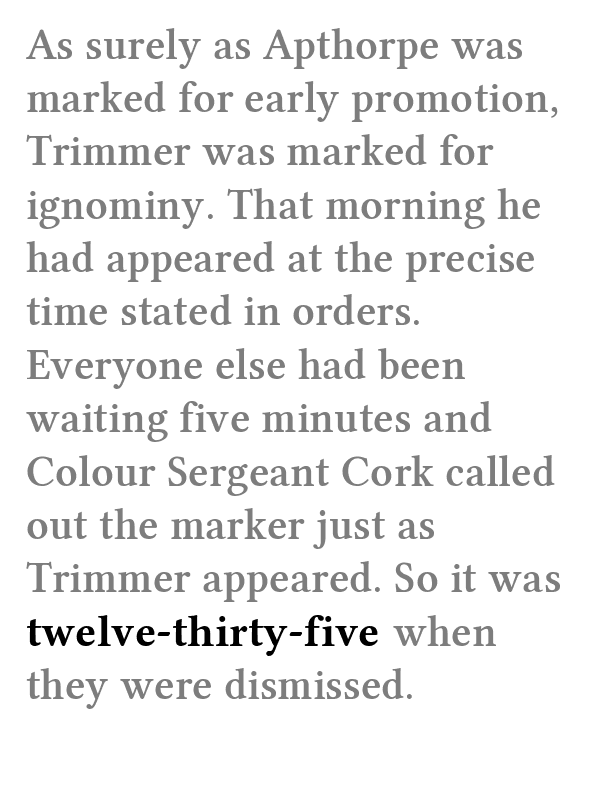 As surely as Apthorpe was
marked for early promotion,
Trimmer was marked for
ignominy. That morning he
had appeared at the precise
time stated in orders.
Everyone else had been
waiting five minutes and
Colour Sergeant Cork called
out the marker just as
Trimmer appeared. So it was
twelve-thirty-five when
they were dismissed.